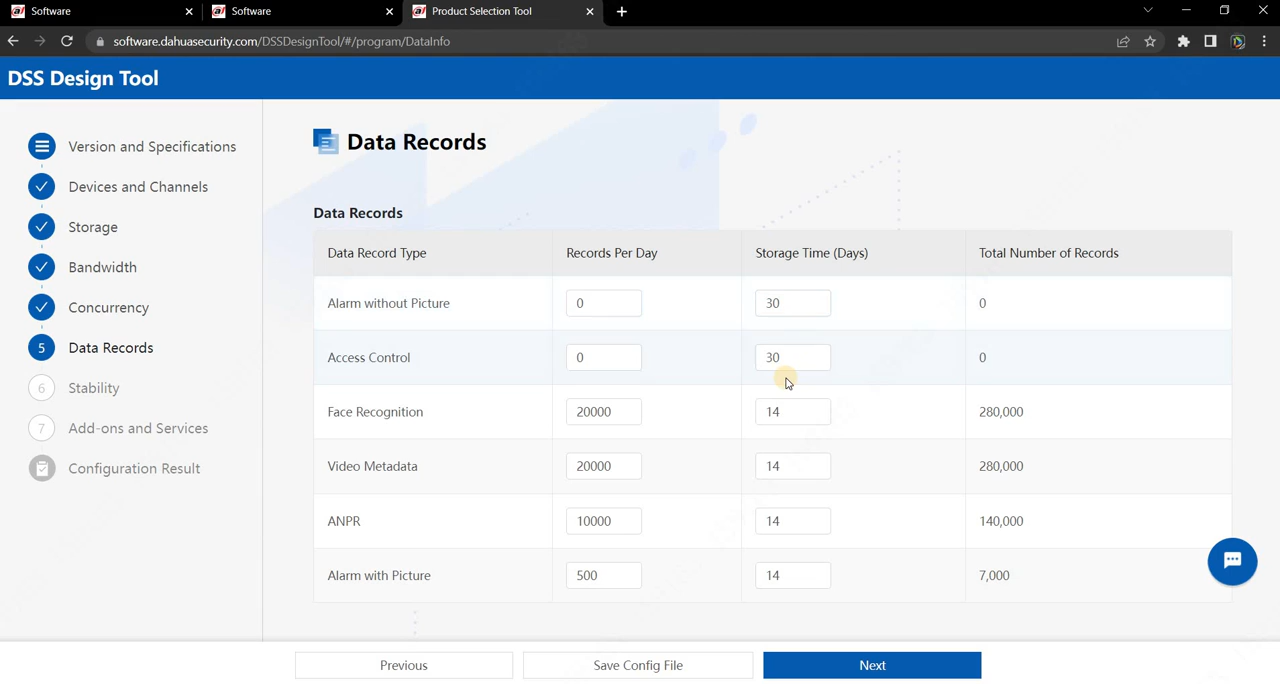 Software
Software
Product Selection Tool
software.dahuasecurity.com/DSSDesignTool/#/program/DataInfo
DSS Design Tool
Version and Specifications
Devices and Channels
Storage
Bandwidth
Concurrency
5 Data Records
6 Stability
7 Add-ons and Services
Configuration Result
Data Records
Data Records
Data Record Type Records Per Day Storage Time (Days) Total Number of Records
Alarm without Picture 0 30 0
Access Control 0 30 0
Face Recognition 20000 14 280,000
Video Metadata 20000 14 280,000
ANPR 10000 14 140,000
Alarm with Picture 500 14 7,000
Previous Save Config File Next